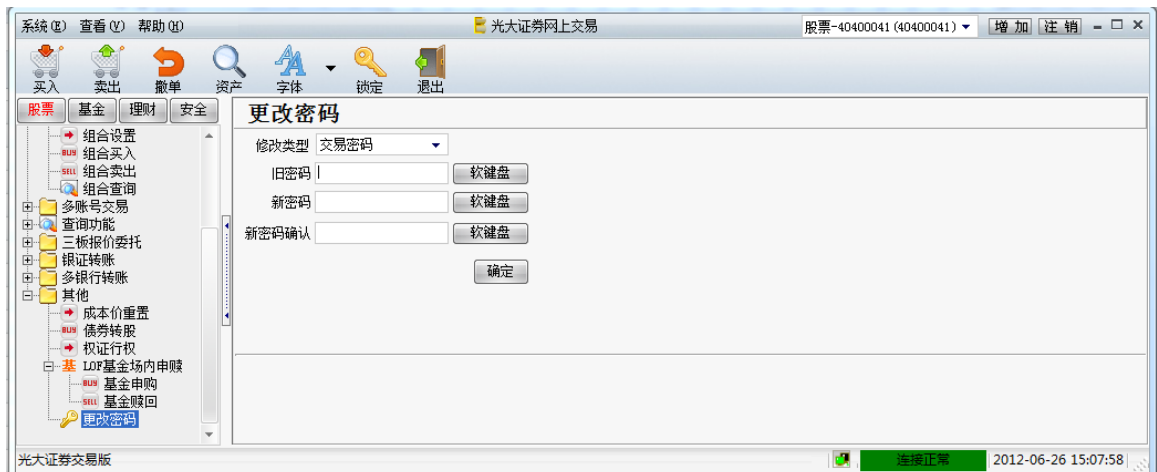 系统(E) 查看(V) 帮助(H) 光大证券网上交易 股票-40400041(40400041) 增 加 注 销
买入 卖出 撤单 资产 字体 锁定 退出
股票 基金 理财 安全
更改密码
组合设置
BUY 组合买入
SELL 组合卖出
组合查询
多账号交易
查询功能
三板报价委托
银证转账
多银行转账
其他
成本价重置
BUY 债券转股
权证行权
基 LOF基金场内申赎
BUY 基金申购
SELL 基金赎回
更改密码
修改类型 交易密码
旧密码 软键盘
新密码 软键盘
新密码确认 软键盘
确定
光大证券交易版 连接正常 2012-06-26 15:07:58